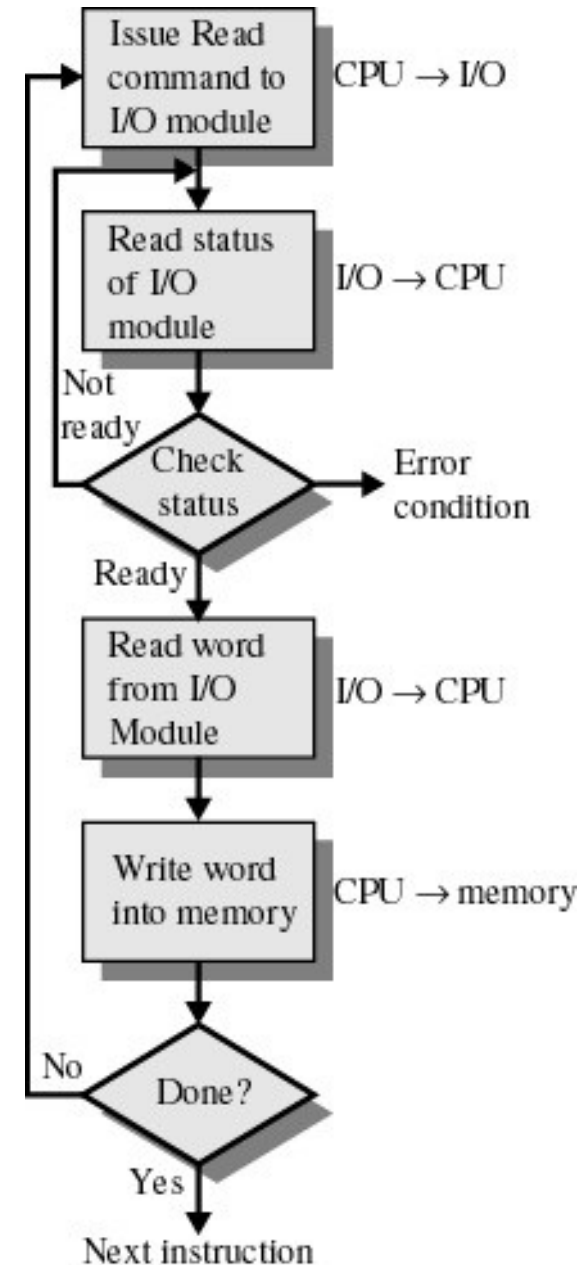 Issue Read
command to
I/O module
CPU → I/O
Read status
of I/O
module
I/O → CPU
Not
ready
Check
status
Error
condition
Ready
Read word
from I/O
Module
I/O → CPU
Write word
into memory
CPU → memory
No
Done?
Yes
Next instruction